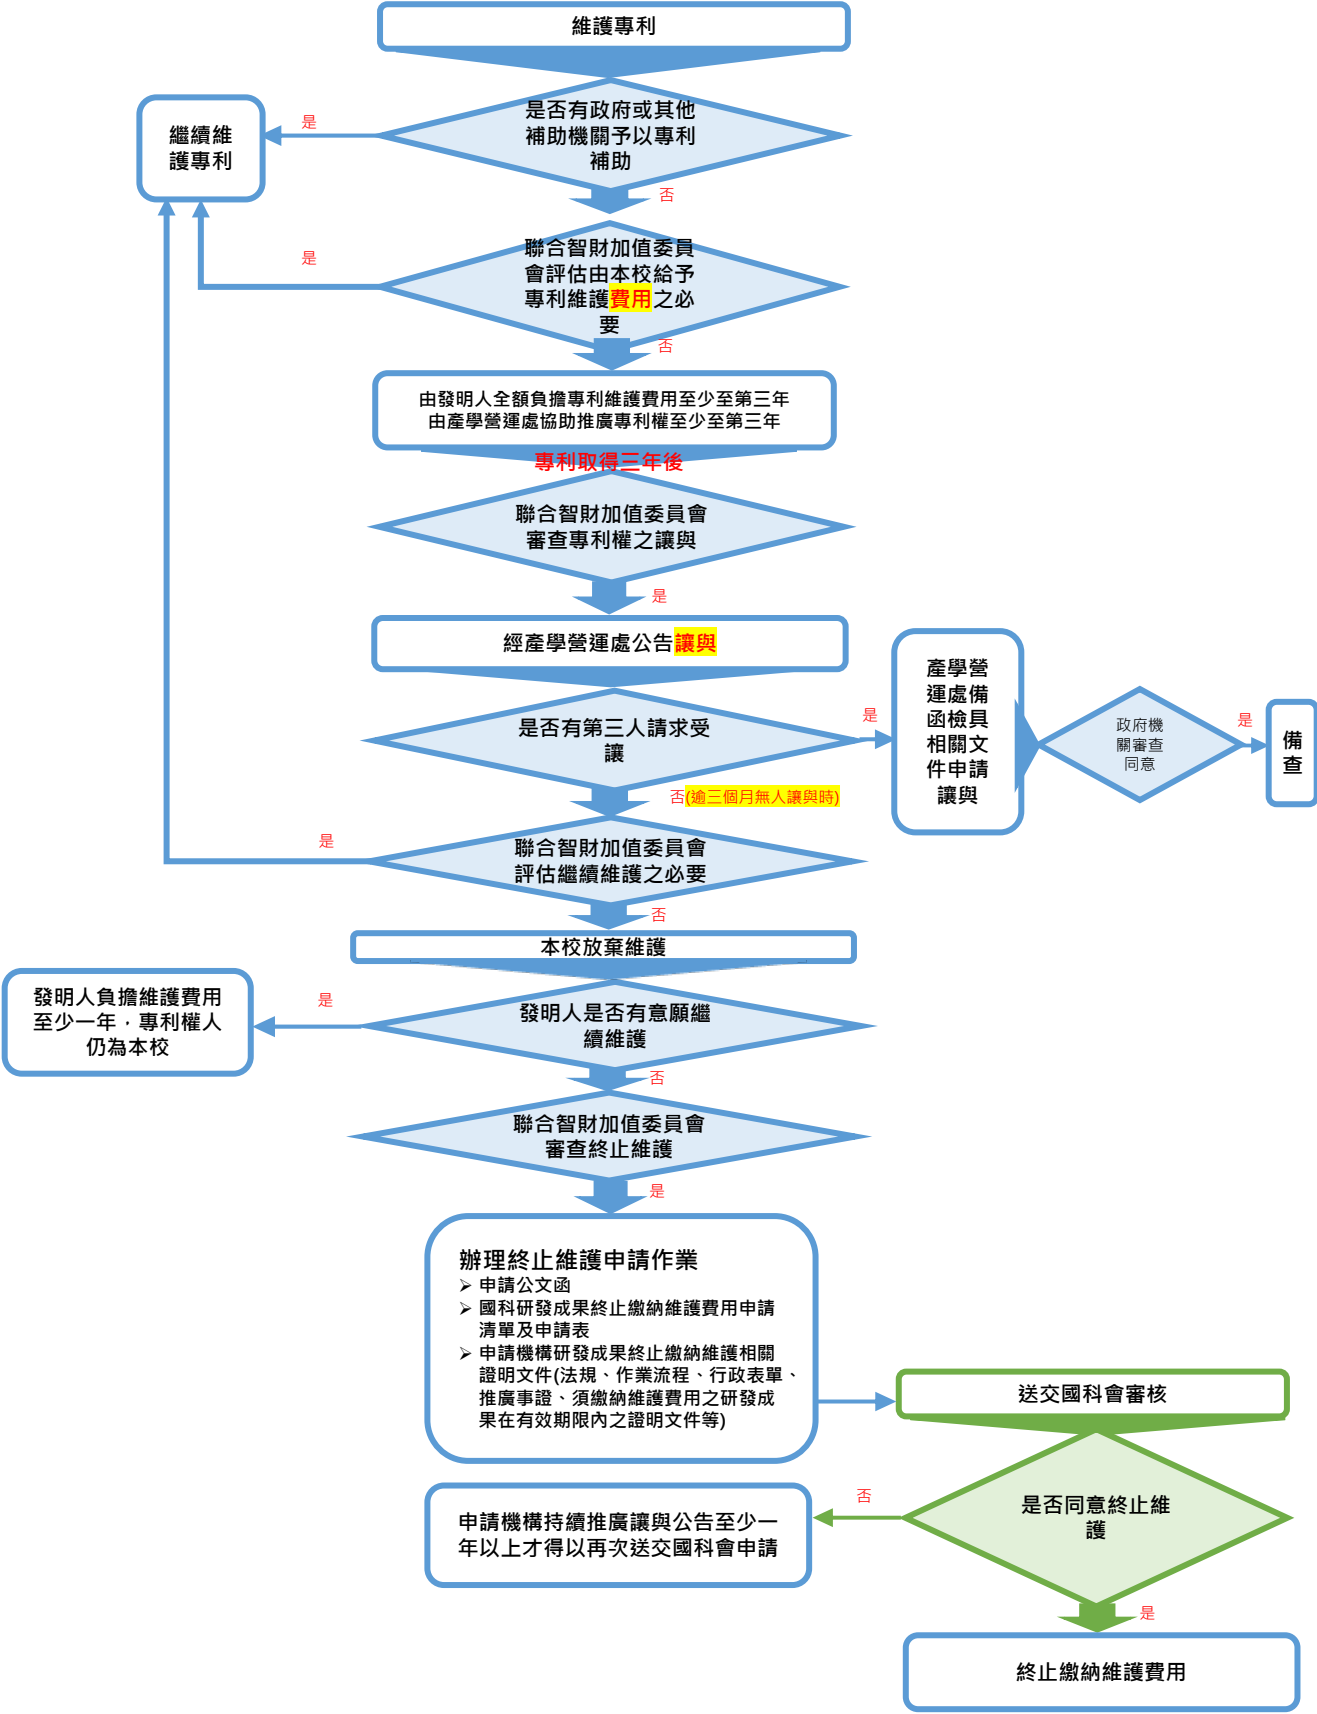 維護專利
是否有政府或其他
補助機關予以專利
補助
是
繼續維
護專利
否
聯合智財加值委員
會評估由本校給予
專利維護費用之必
要
是
否
由發明人全額負擔專利維護費用至少至第三年
由產學營運處協助推廣專利權至少至第三年
專利取得三年後
聯合智財加值委員會
審查專利權之讓與
是
經產學營運處公告讓與
是否有第三人請求受
讓
是
產學營
運處備
函檢具
相關文
件申請
讓與
政府機
關審查
同意
是
備
查
否(逾三個月無人讓與時)
聯合智財加值委員會
評估繼續維護之必要
是
否
本校放棄維護
發明人是否有意願繼
續維護
是
發明人負擔維護費用
至少一年，專利權人
仍為本校
否
聯合智財加值委員會
審查終止維護
是
辦理終止維護申請作業
➢ 申請公文函
➢ 國科研發成果終止繳納維護費用申請
清單及申請表
➢ 申請機構研發成果終止繳納維護相關
證明文件(法規、作業流程、行政表單、
推廣事證、須繳納維護費用之研發成
果在有效期限內之證明文件等)
送交國科會審核
是否同意終止維
護
否
申請機構持續推廣讓與公告至少一
年以上才得以再次送交國科會申請
是
終止繳納維護費用